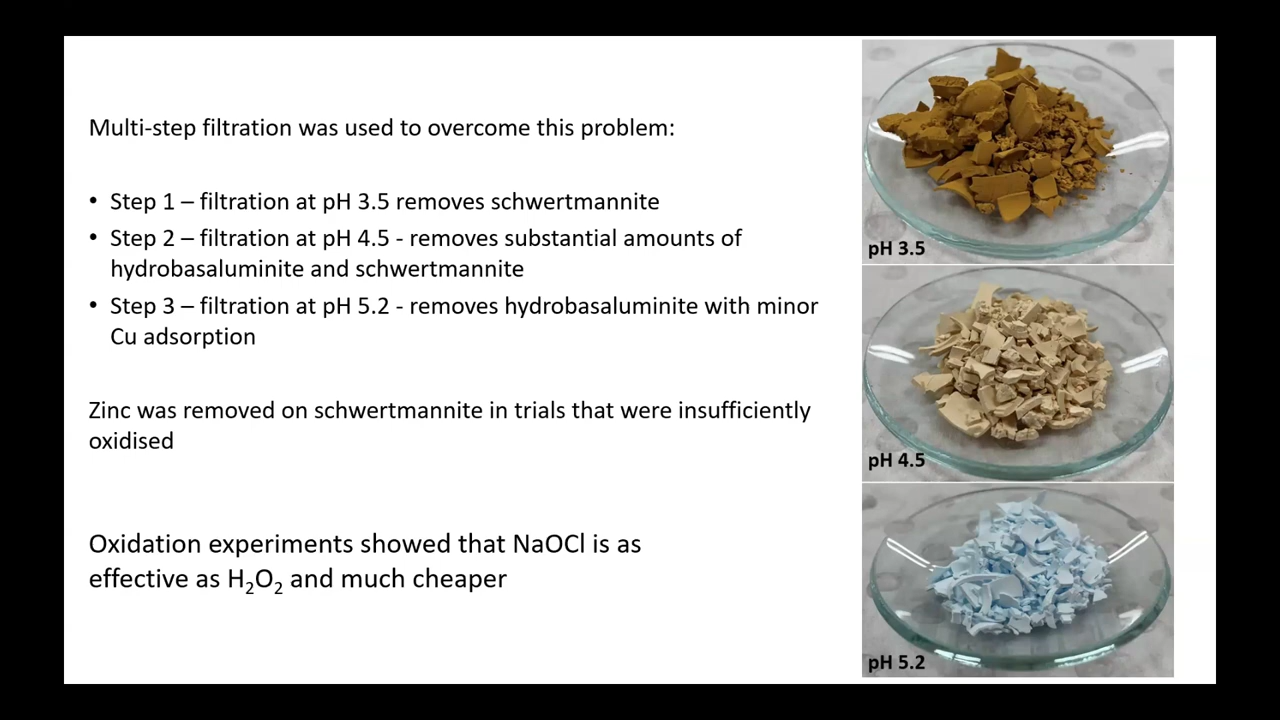 Multi-step filtration was used to overcome this problem:
• Step 1 – filtration at pH 3.5 removes schwertmannite
• Step 2 – filtration at pH 4.5 - removes substantial amounts of
hydrobasaluminite and schwertmannite
• Step 3 – filtration at pH 5.2 - removes hydrobasaluminite with minor
Cu adsorption
Zinc was removed on schwertmannite in trials that were insufficiently
oxidised
Oxidation experiments showed that NaOCl is as
effective as H₂O₂ and much cheaper
pH 3.5
pH 4.5
pH 5.2